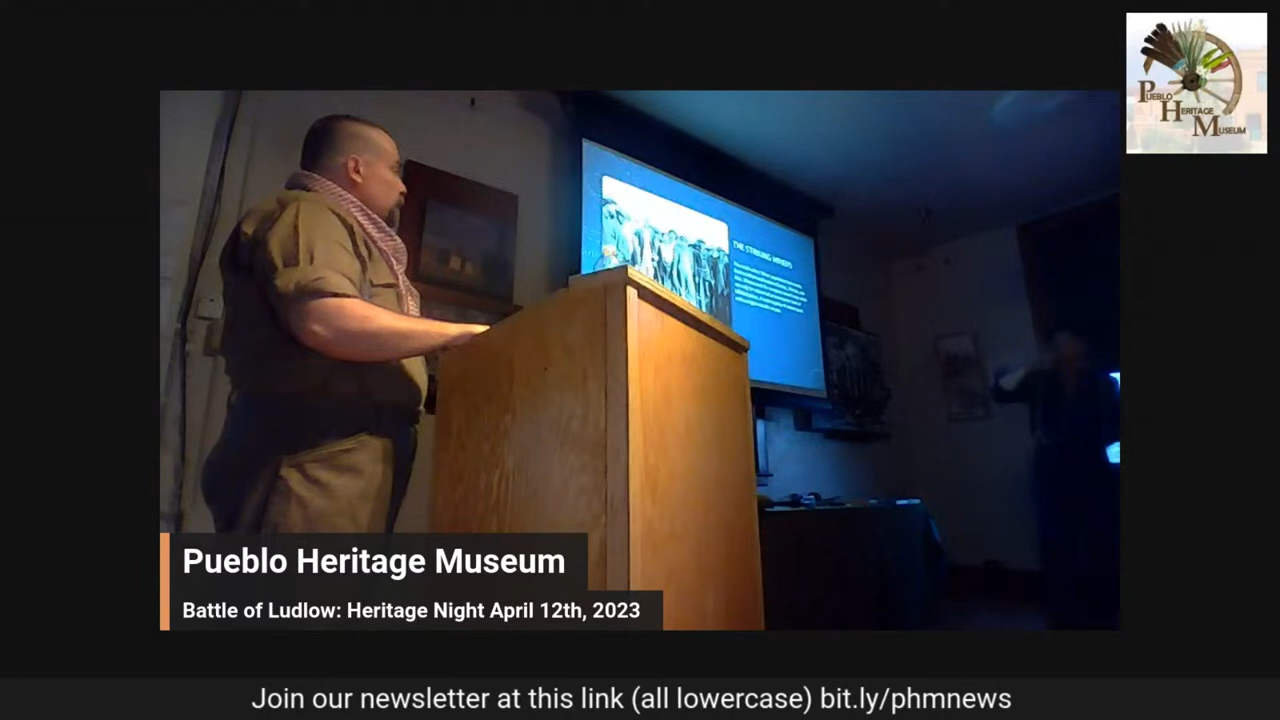 Pueblo
Heritage
Museum
THE STRIKING MINERS
Pueblo Heritage Museum
Battle of Ludlow: Heritage Night April 12th, 2023
Join our newsletter at this link (all lowercase) bit.ly/phmnews